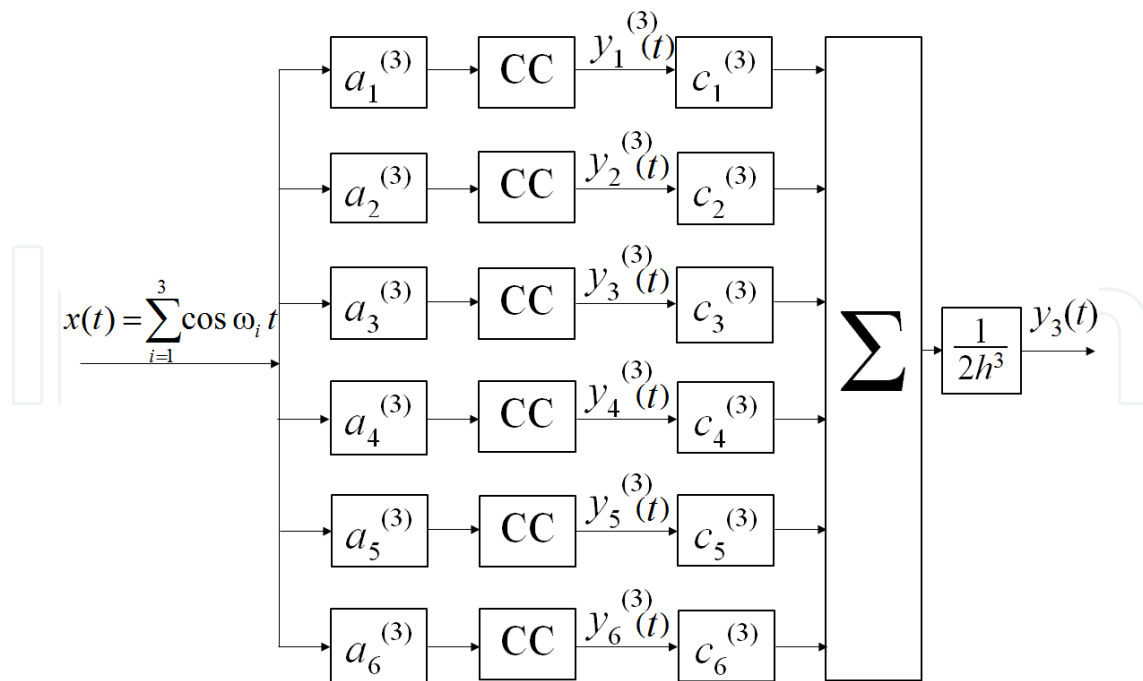 a₁⁽³⁾ CC y₁⁽³⁾(t) c₁⁽³⁾
a₂⁽³⁾ CC y₂⁽³⁾(t) c₂⁽³⁾
a₃⁽³⁾ CC y₃⁽³⁾(t) c₃⁽³⁾
x(t) = ∑_{i=1}^{3} cos ω_i t
∑
1/2h³
y₃(t)
a₄⁽³⁾ CC y₄⁽³⁾(t) c₄⁽³⁾
a₅⁽³⁾ CC y₅⁽³⁾(t) c₅⁽³⁾
a₆⁽³⁾ CC y₆⁽³⁾(t) c₆⁽³⁾